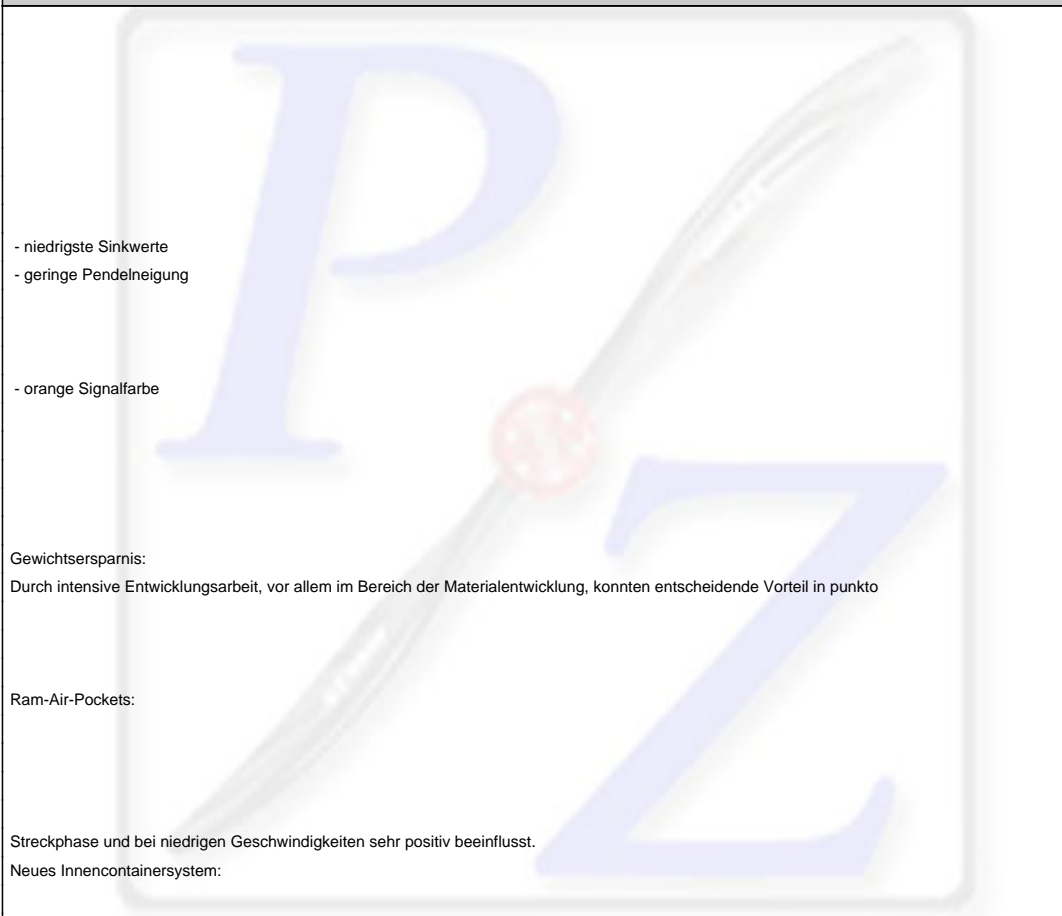 - niedrigste Sinkwerte
- geringe Pendelneigung
- orange Signalfarbe
Gewichtsersparnis:
Durch intensive Entwicklungsarbeit, vor allem im Bereich der Materialentwicklung, konnten entscheidende Vorteil in punkto
Ram-Air-Pockets:
Streckphase und bei niedrigen Geschwindigkeiten sehr positiv beeinflusst.
Neues Innencontainersystem:
P
Z